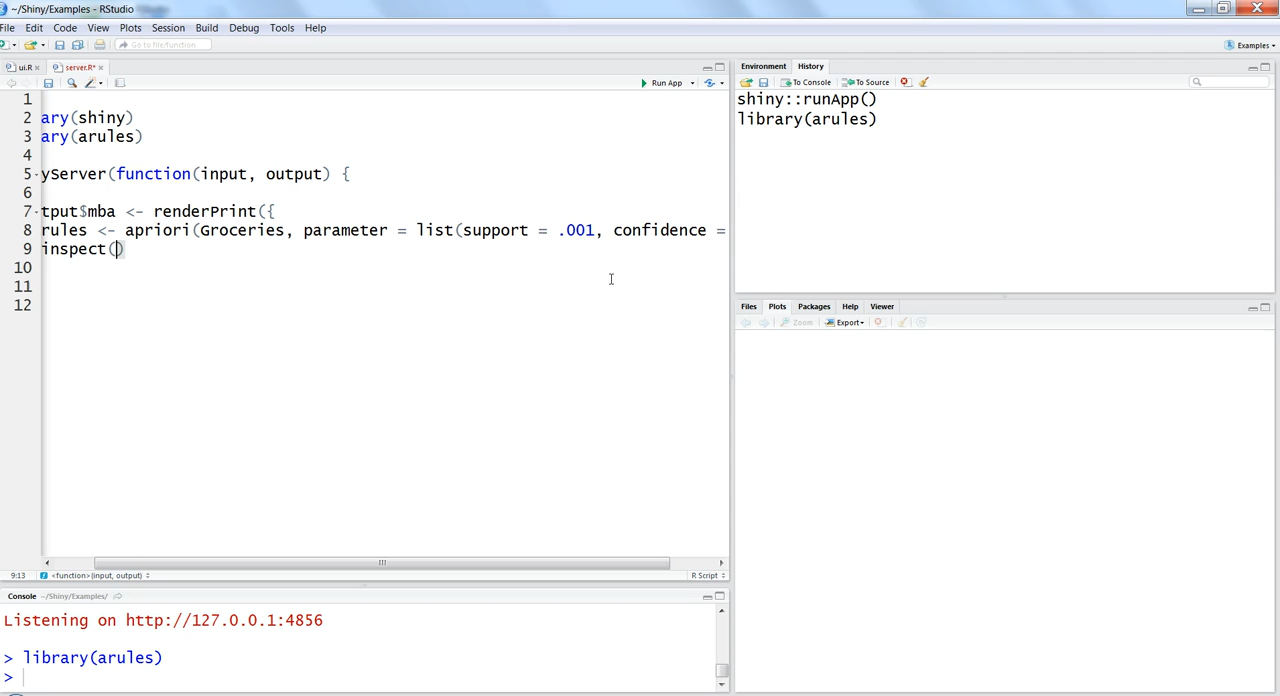 ~/Shiny/Examples - RStudio
File Edit Code View Plots Session Build Debug Tools Help
Go to file/function
Examples
ui.R
server.R*
Run App
1
2 ary(shiny)
3 ary(arules)
4
5 yServer(function(input, output) {
6
7 tput$mba <- renderPrint({
8 rules <- apriori(Groceries, parameter = list(support = .001, confidence =
9 inspect()
10
11
12
9:13 <function>(input, output) R Script
Console ~/Shiny/Examples/
Listening on http://127.0.0.1:4856
> library(arules)
>
Environment History
To Console To Source
shiny::runApp()
library(arules)
Files Plots Packages Help Viewer
Zoom Export